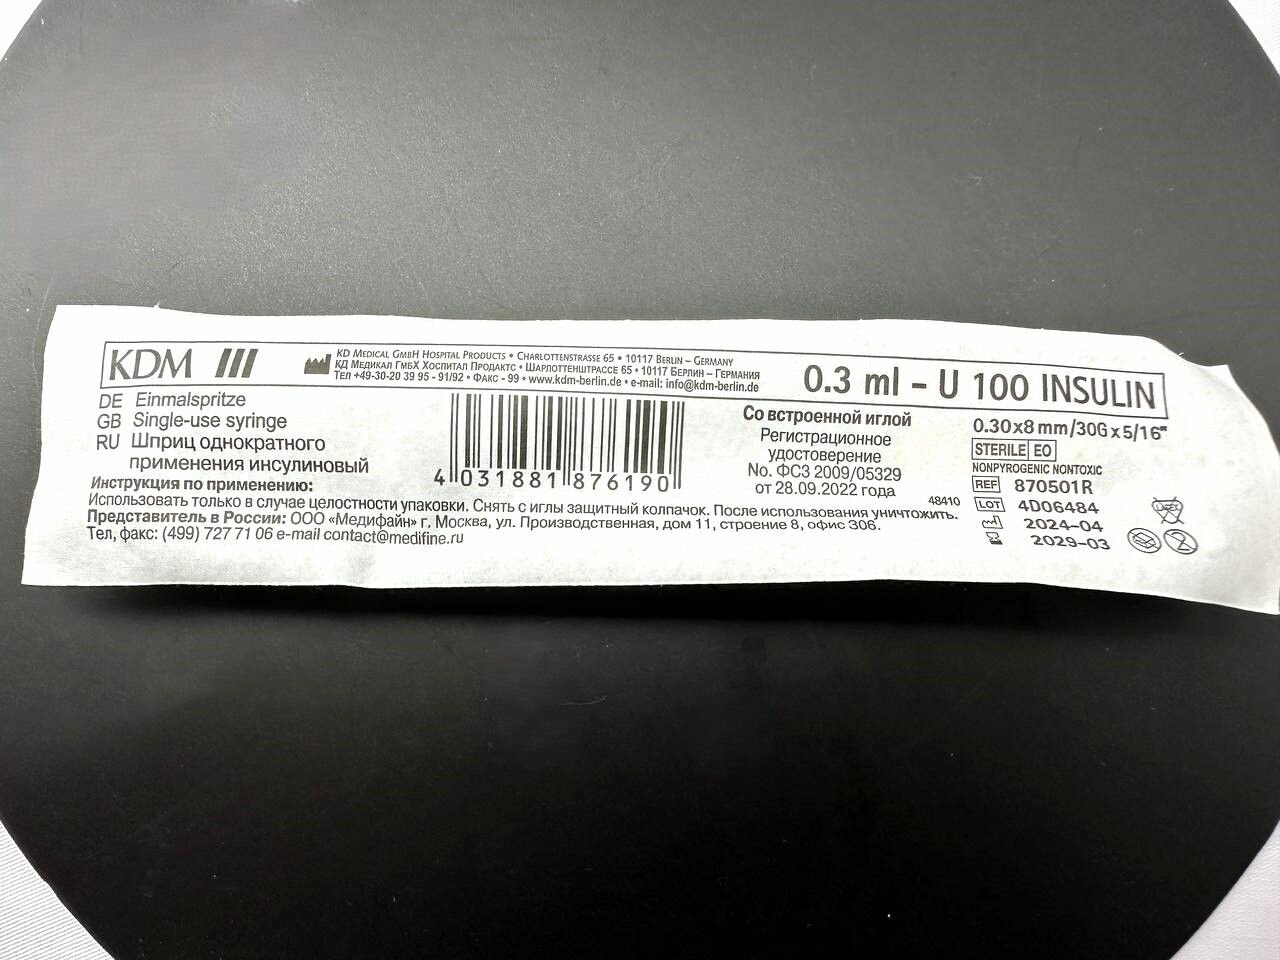 KDM
KD MEDICAL GMBH HOSPITAL PRODUCTS • CHARLOTTENSTRASSE 65 • 10117 BERLIN – GERMANY
КД МЕДИКАЛ ГМБХ ХОСПИТАЛ ПРОДАКТС • ШАРЛОТТЕНШТРАССЕ 65 • 10117 БЕРЛИН – ГЕРМАНИЯ
ТЕЛ +49-30-20 39 95 - 91/92 • ФАКС - 99 • www.kdm-berlin.de • e-mail: info@kdm-berlin.de
0.3 ml – U 100 INSULIN
DE Einmalspritze
GB Single-use syringe
RU Шприц однократного
применения инсулиновый
4 031881 876190
Со встроенной иглой
Регистрационное
удостоверение
No. ФСЗ 2009/05329
от 28.09.2022 года
0.30x8 mm/30G x 5/16"
STERILE EO
NONPYROGENIC NONTOXIC
REF 870501R
LOT 4D06484
2024-04
2029-03
Инструкция по применению:
Использовать только в случае целостности упаковки. Снять с иглы защитный колпачок. После использования уничтожить.
48410
Представитель в России: ООО «Медифайн» г. Москва, ул. Производственная, дом 11, строение 8, офис 306.
Тел, факс: (499) 727 71 06 e-mail contact@medifine.ru
2